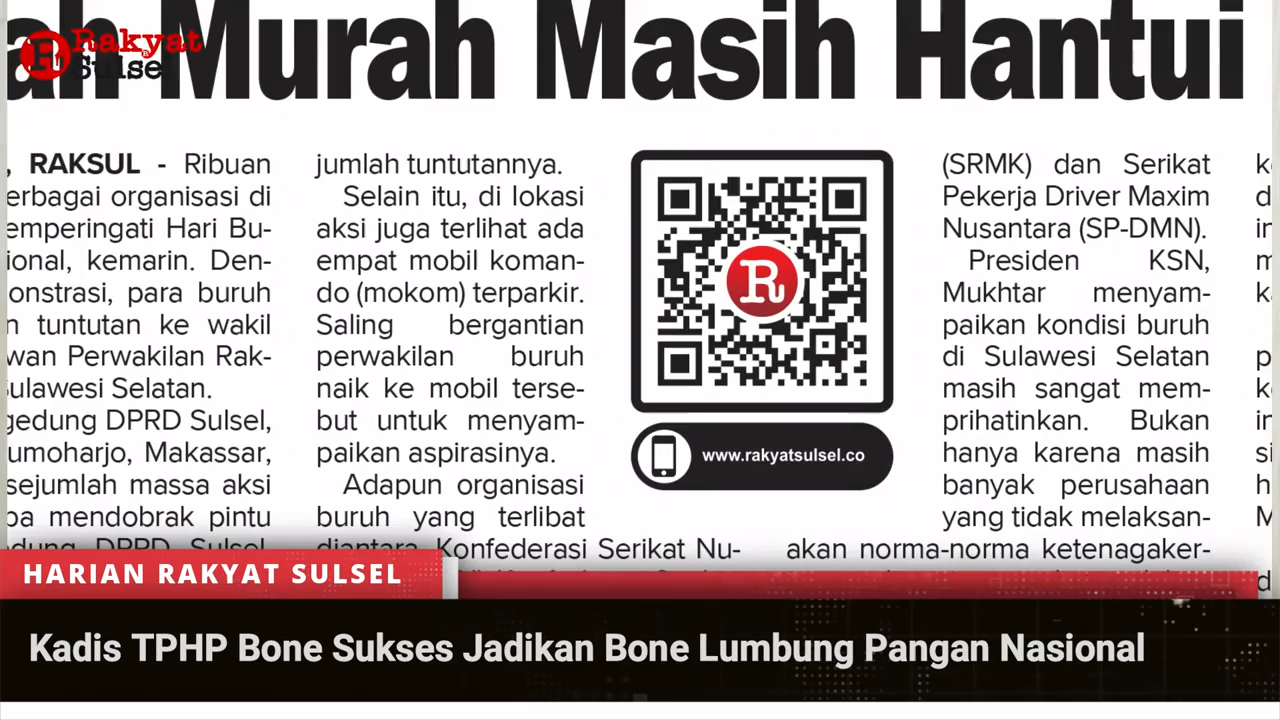 Rakyat
Sulsel
ah Murah Masih Hantui
, RAKSUL - Ribuan
erbagai organisasi di
emperingati Hari Bu-
ional, kemarin. Den-
onstrasi, para buruh
n tuntutan ke wakil
wan Perwakilan Rak-
Sulawesi Selatan.
gedung DPRD Sulsel,
umoharjo, Makassar,
sejumlah massa aksi
ba mendobrak pintu
dung DPRD Sulsel
jumlah tuntutannya.
Selain itu, di lokasi
aksi juga terlihat ada
empat mobil koman-
do (mokom) terparkir.
Saling bergantian
perwakilan buruh
naik ke mobil terse-
but untuk menyam-
paikan aspirasinya.
Adapun organisasi
buruh yang terlibat
diantara Konfederasi Serikat Nu-
R
www.rakyatsulsel.co
(SRMK) dan Serikat
Pekerja Driver Maxim
Nusantara (SP-DMN).
Presiden KSN,
Mukhtar menyam-
paikan kondisi buruh
di Sulawesi Selatan
masih sangat mem-
prihatinkan. Bukan
hanya karena masih
banyak perusahaan
yang tidak melaksan-
akan norma-norma ketenagaker-
HARIAN RAKYAT SULSEL
Kadis TPHP Bone Sukses Jadikan Bone Lumbung Pangan Nasional